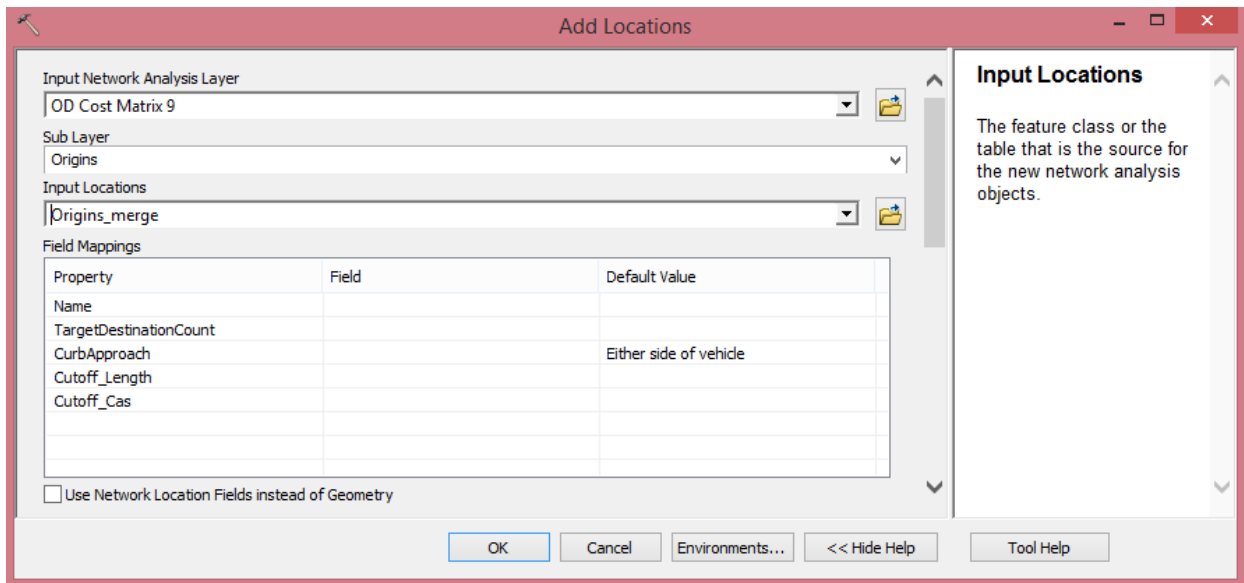 Add Locations
Input Network Analysis Layer
OD Cost Matrix 9
Sub Layer
Origins
Input Locations
Origins_merge
Field Mappings
Property Field Default Value
Name
TargetDestinationCount
CurbApproach Either side of vehicle
Cutoff_Length
Cutoff_Cas
Use Network Location Fields instead of Geometry
OK Cancel Environments... << Hide Help Tool Help
Input Locations
The feature class or the
table that is the source for
the new network analysis
objects.